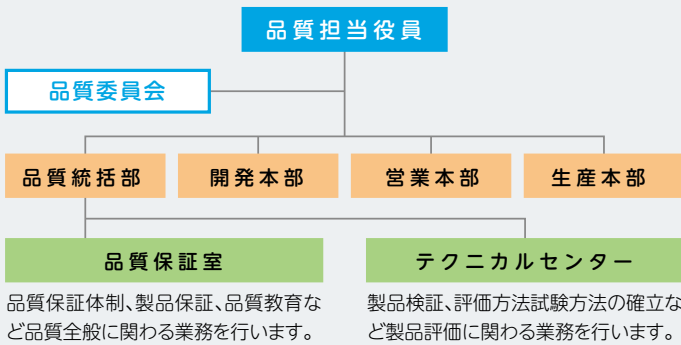 品質担当役員
品質委員会
品質統括部
開発本部
営業本部
生産本部
品質保証室
テクニカルセンター
品質保証体制、製品保証、品質教育な
ど品質全般に関わる業務を行います。
製品検証、評価方法試験方法の確立な
ど製品評価に関わる業務を行います。